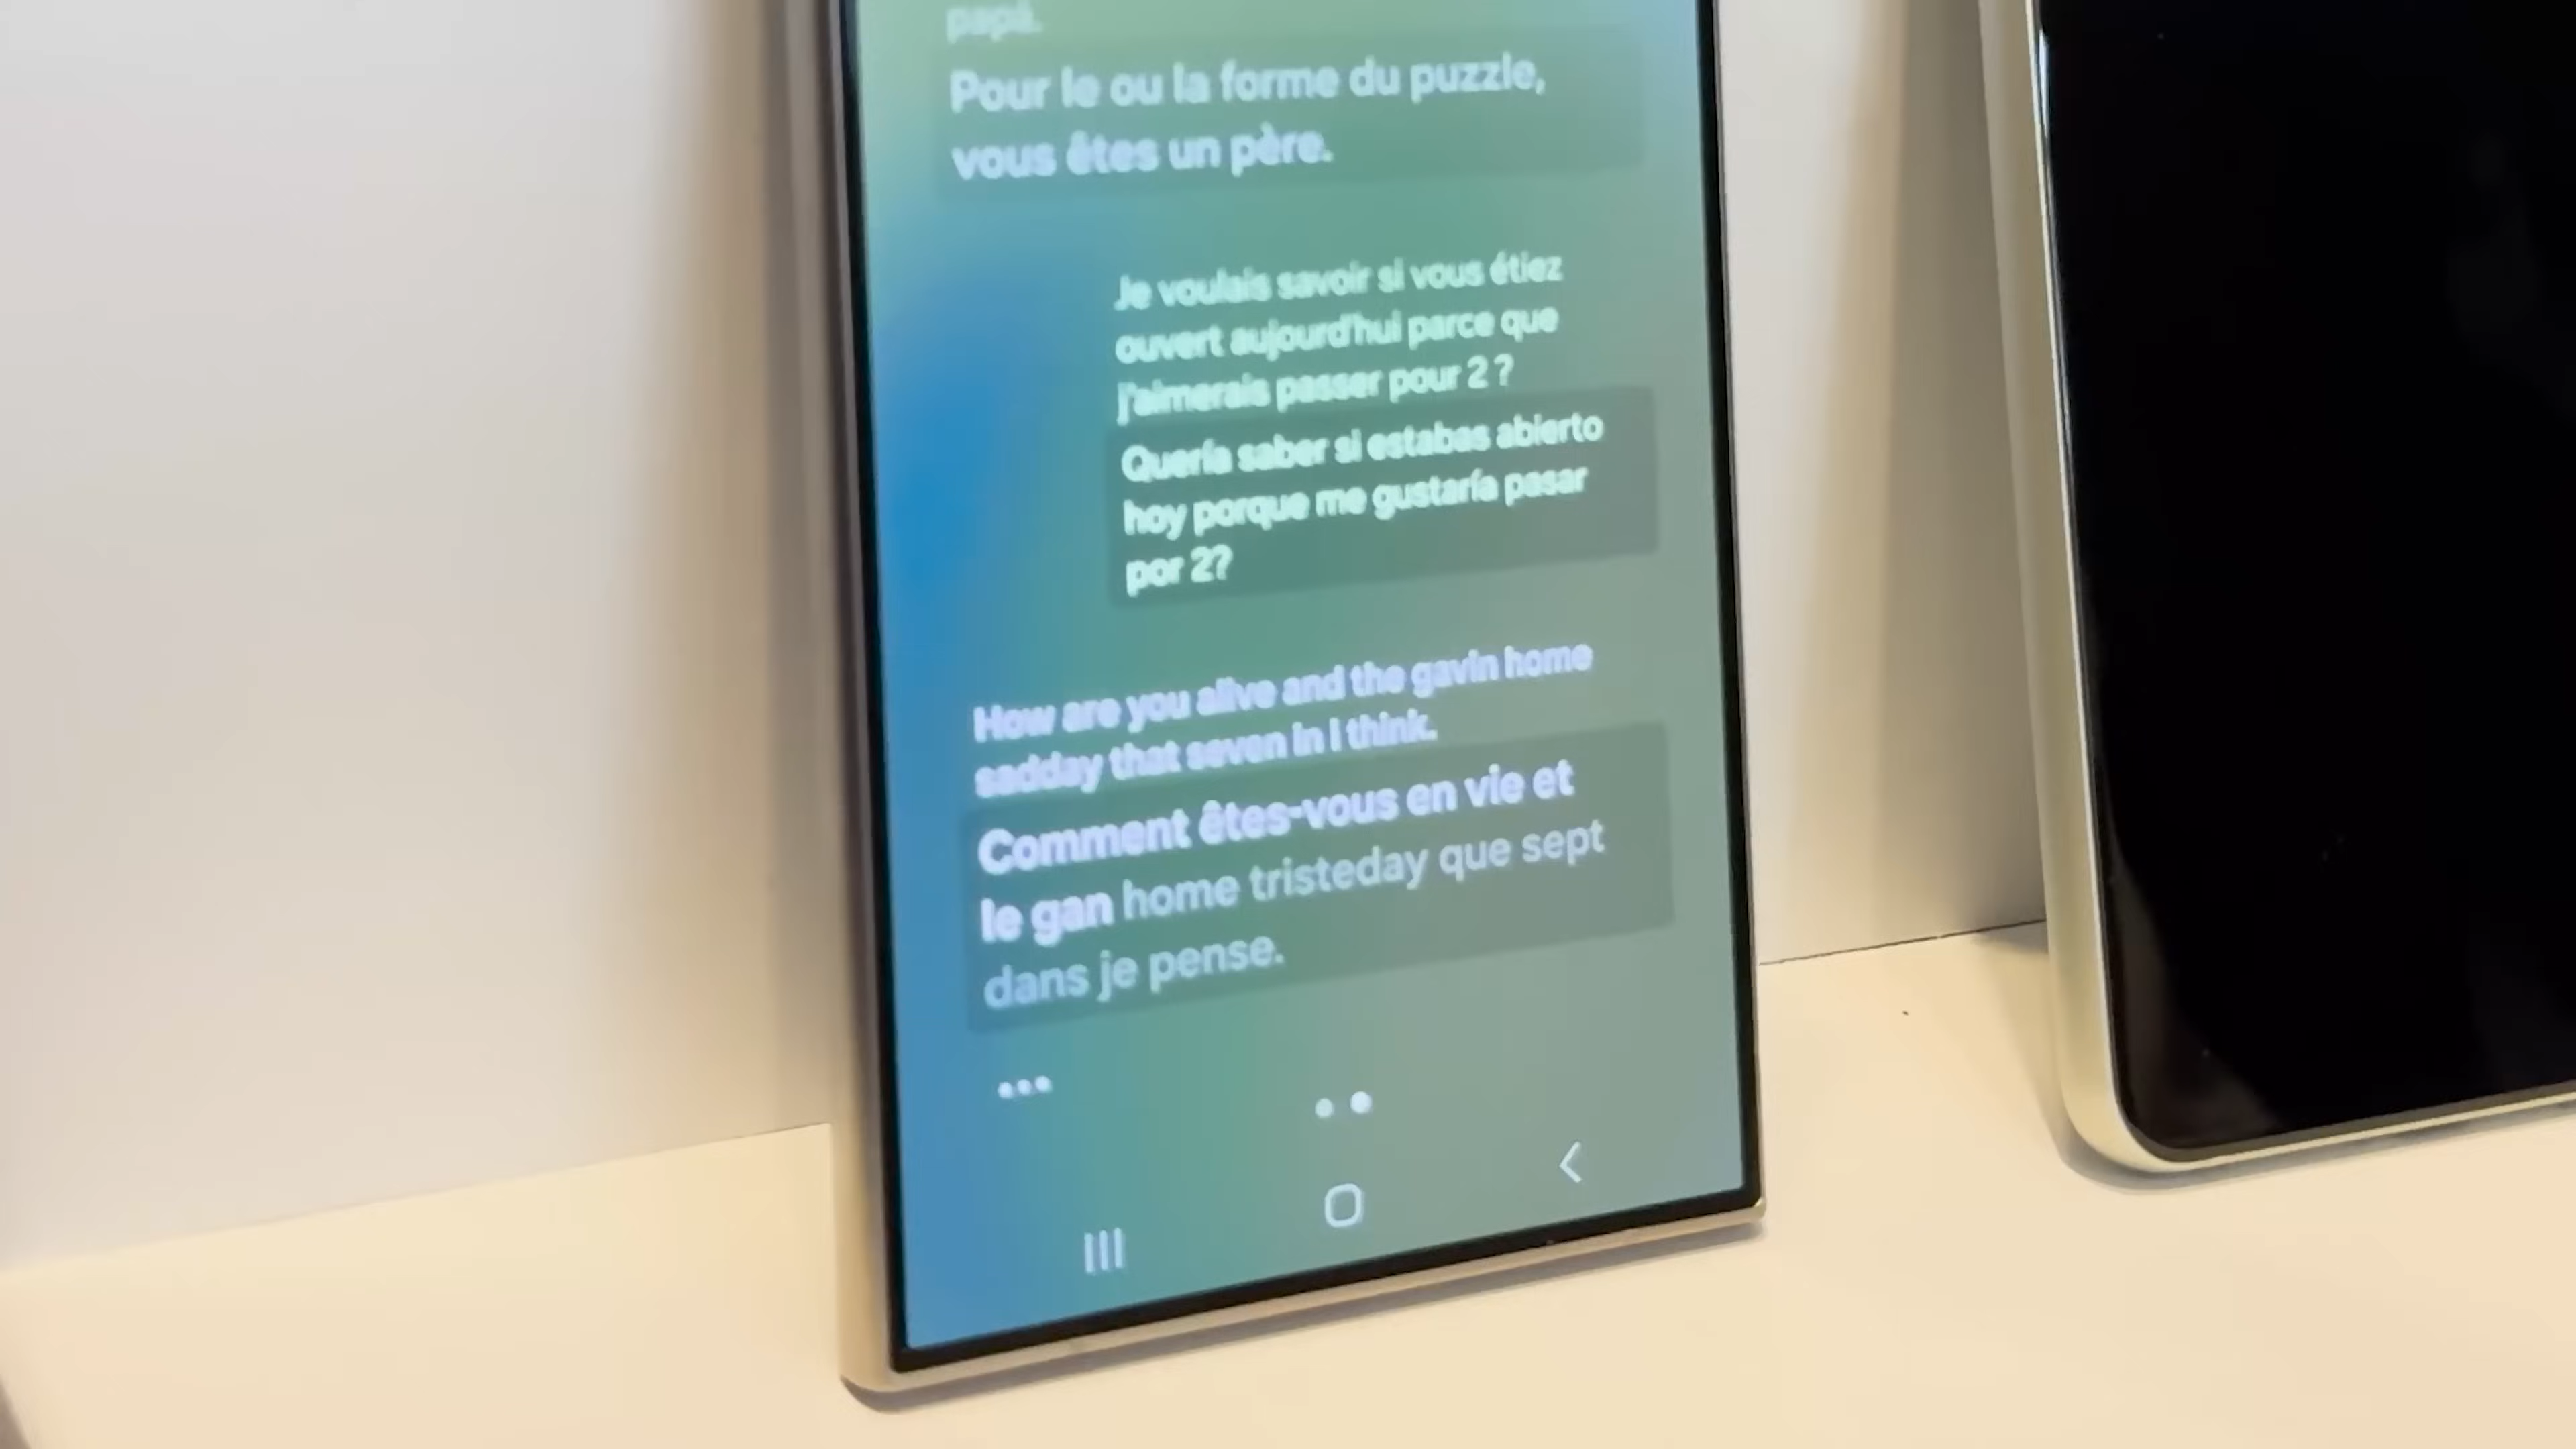 papá.
Pour le ou la forme du puzzle,
vous êtes un père.
Je voulais savoir si vous étiez
ouvert aujourd'hui parce que
j'aimerais passer pour 2 ?
Quería saber si estabas abierto
hoy porque me gustaría pasar
por 2?
How are you alive and the gavin home
sadday that seven in I think.
Comment êtes-vous en vie et
le gan home tristeday que sept
dans je pense.